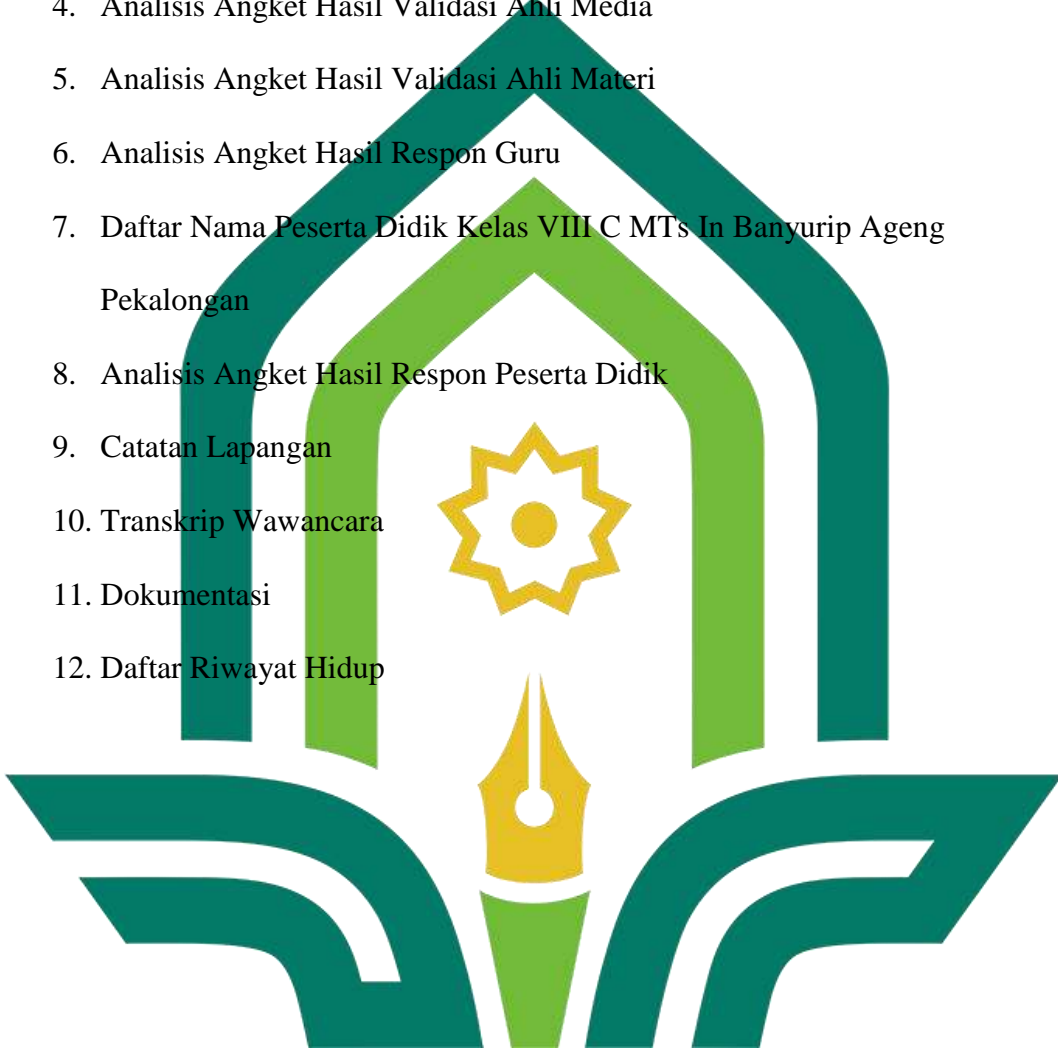 4. Analisis Angket Hasil Validasi Ahli Media
5. Analisis Angket Hasil Validasi Ahli Materi
6. Analisis Angket Hasil Respon Guru
7. Daftar Nama Peserta Didik Kelas VIII C MTs In Banyurip Ageng
Pekalongan
8. Analisis Angket Hasil Respon Peserta Didik
9. Catatan Lapangan
10. Transkrip Wawancara
11. Dokumentasi
12. Daftar Riwayat Hidup